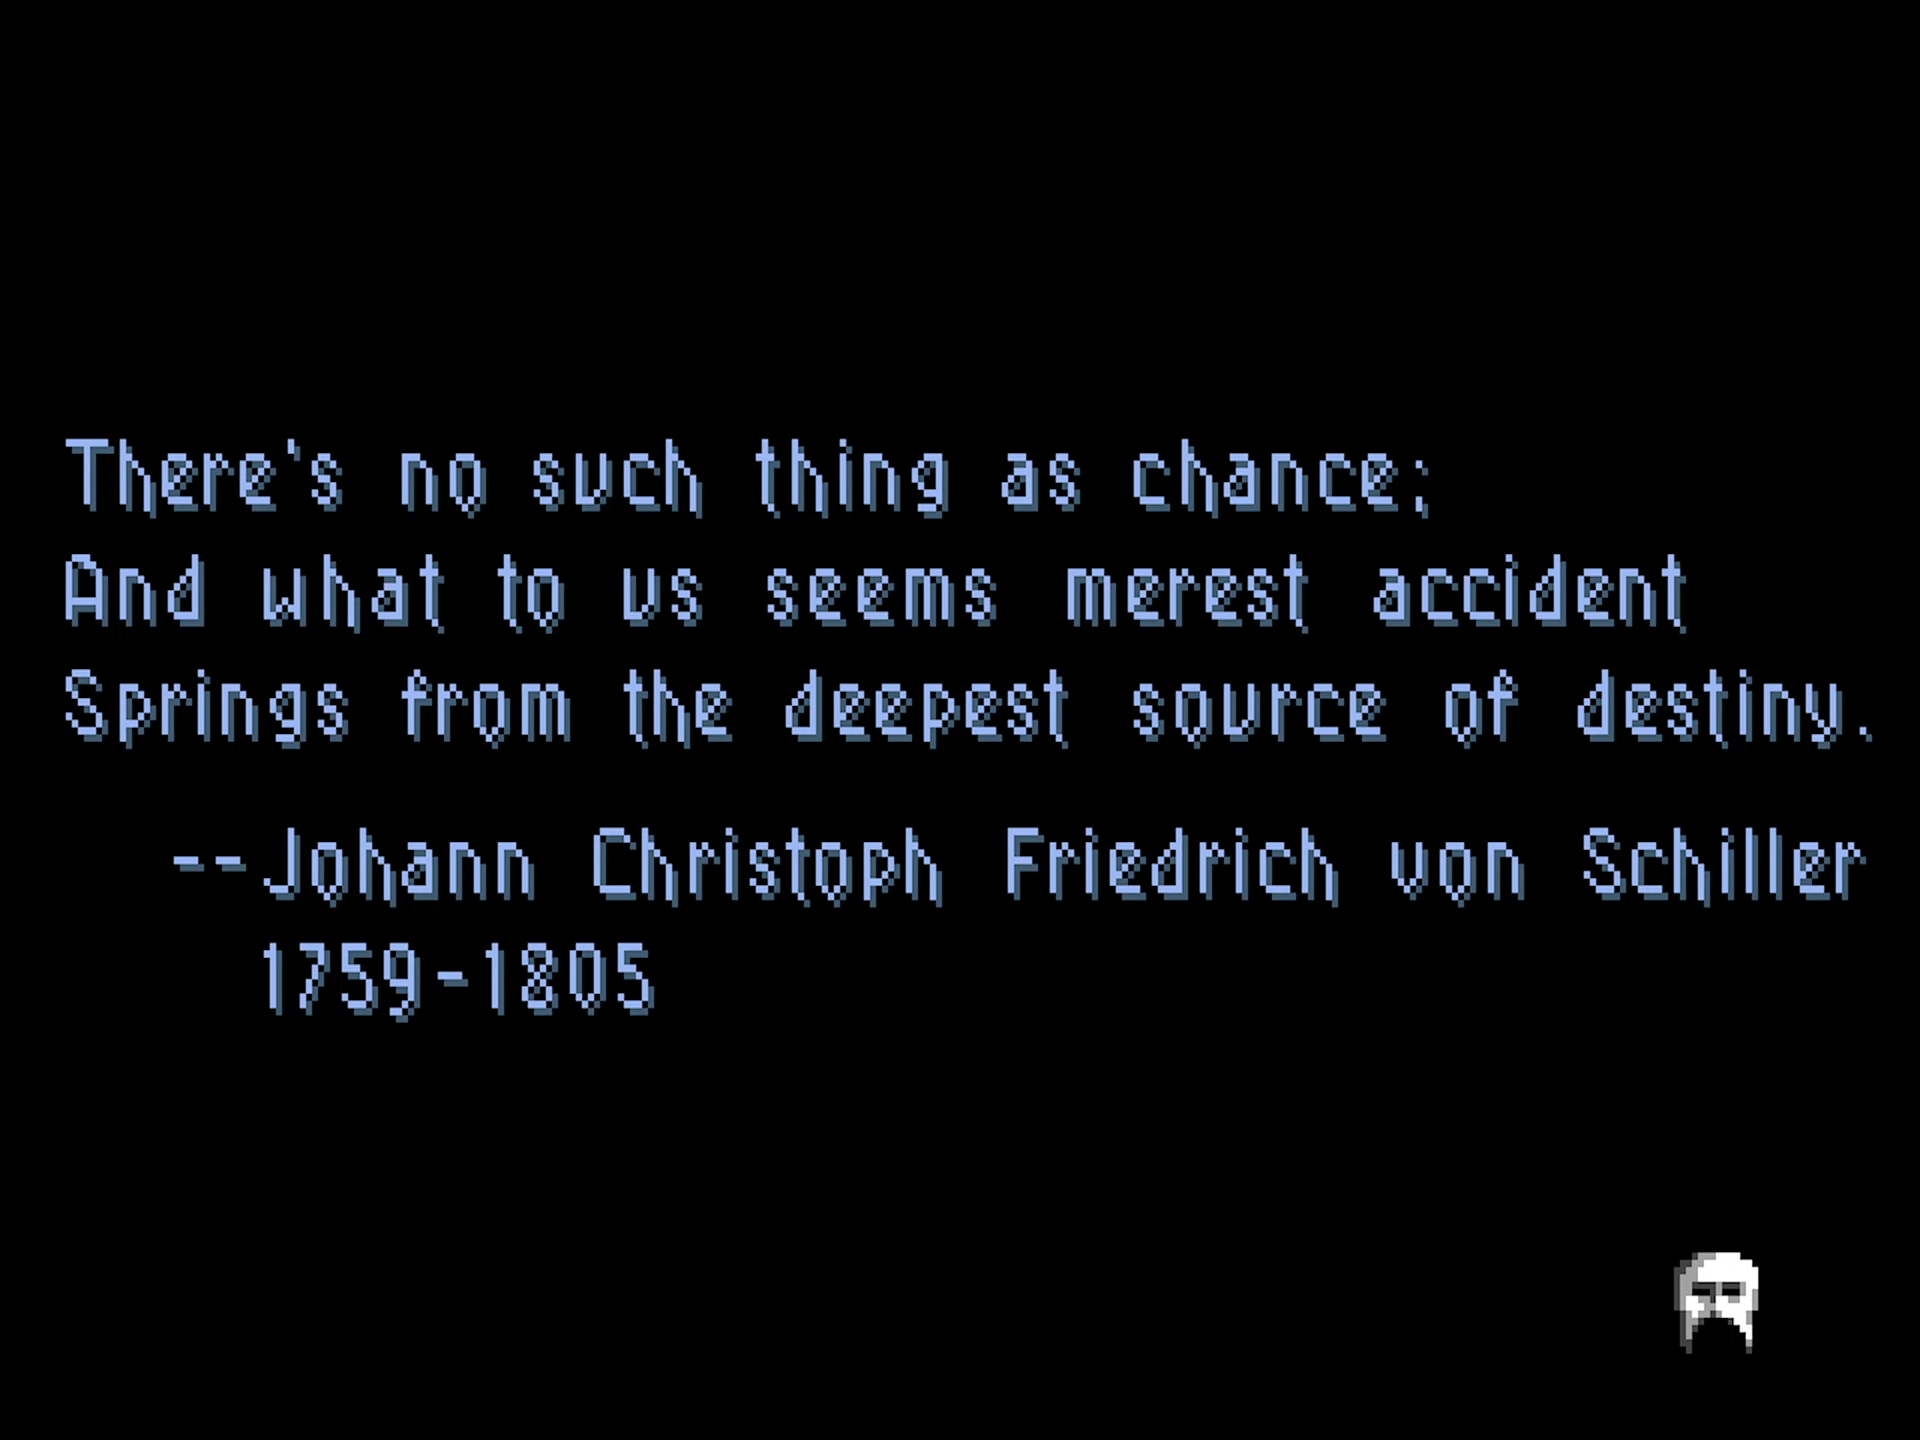 There's no such thing as chance;
And what to us seems merest accident
Springs from the deepest source of destiny.
--Johann Christoph Friedrich von Schiller
1759-1805